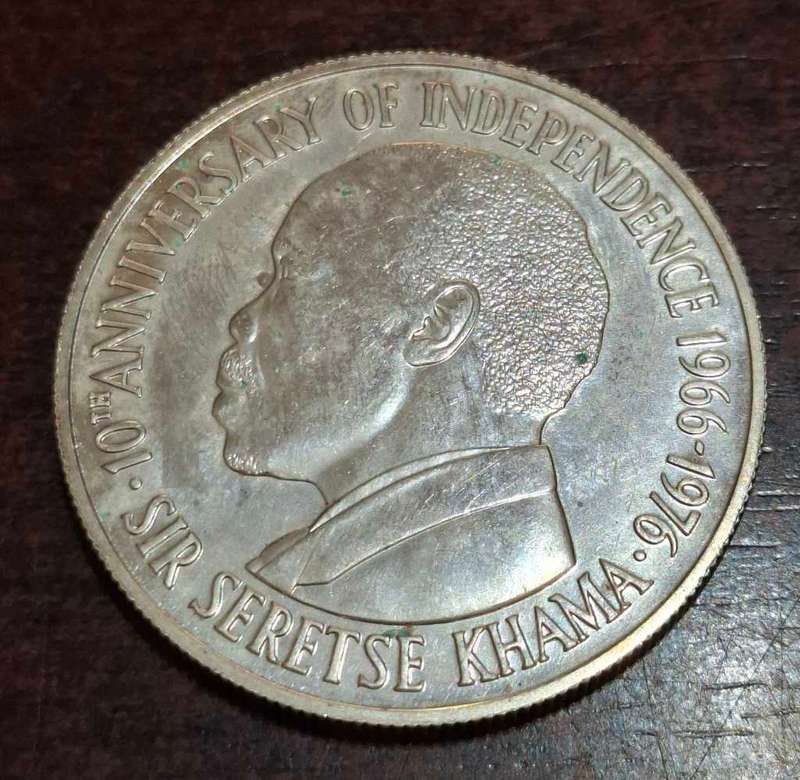 · 10TH ANNIVERSARY OF INDEPENDENCE 1966-1976 ·
SIR SERETSE KHAMA